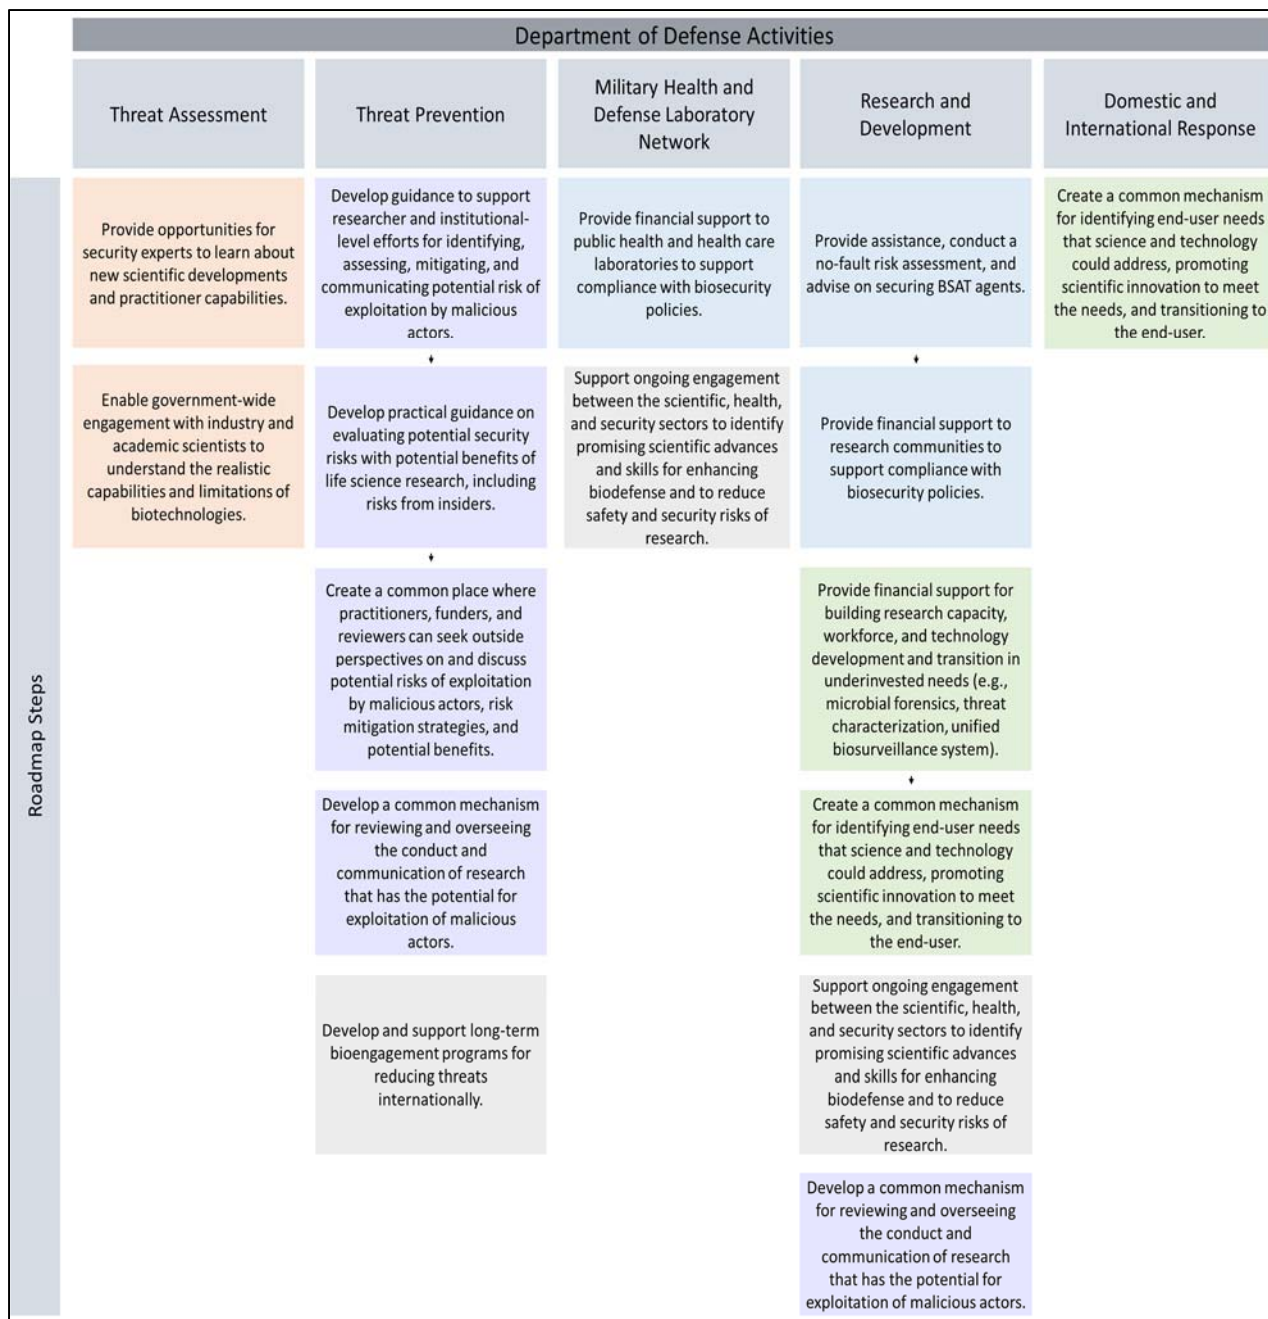 Department of Defense Activities
Threat Assessment
Threat Prevention
Military Health and
Defense Laboratory
Network
Research and
Development
Domestic and
International Response
Roadmap Steps
Provide opportunities for
security experts to learn about
new scientific developments
and practitioner capabilities.
Enable government-wide
engagement with industry and
academic scientists to
understand the realistic
capabilities and limitations of
biotechnologies.
Develop guidance to support
researcher and institutional-
level efforts for identifying,
assessing, mitigating, and
communicating potential risk of
exploitation by malicious
actors.
Develop practical guidance on
evaluating potential security
risks with potential benefits of
life science research, including
risks from insiders.
Create a common place where
practitioners, funders, and
reviewers can seek outside
perspectives on and discuss
potential risks of exploitation
by malicious actors, risk
mitigation strategies, and
potential benefits.
Develop a common mechanism
for reviewing and overseeing
the conduct and
communication of research
that has the potential for
exploitation of malicious
actors.
Develop and support long-term
bioengagement programs for
reducing threats
internationally.
Provide financial support to
public health and health care
laboratories to support
compliance with biosecurity
policies.
Support ongoing engagement
between the scientific, health,
and security sectors to identify
promising scientific advances
and skills for enhancing
biodefense and to reduce
safety and security risks of
research.
Provide assistance, conduct a
no-fault risk assessment, and
advise on securing BSAT agents.
Provide financial support to
research communities to
support compliance with
biosecurity policies.
Provide financial support for
building research capacity,
workforce, and technology
development and transition in
underinvested needs (e.g.,
microbial forensics, threat
characterization, unified
biosurveillance system).
Create a common mechanism
for identifying end-user needs
that science and technology
could address, promoting
scientific innovation to meet
the needs, and transitioning to
the end-user.
Support ongoing engagement
between the scientific, health,
and security sectors to identify
promising scientific advances
and skills for enhancing
biodefense and to reduce
safety and security risks of
research.
Develop a common mechanism
for reviewing and overseeing
the conduct and
communication of research
that has the potential for
exploitation of malicious actors.
Create a common mechanism
for identifying end-user needs
that science and technology
could address, promoting
scientific innovation to meet
the needs, and transitioning to
the end-user.